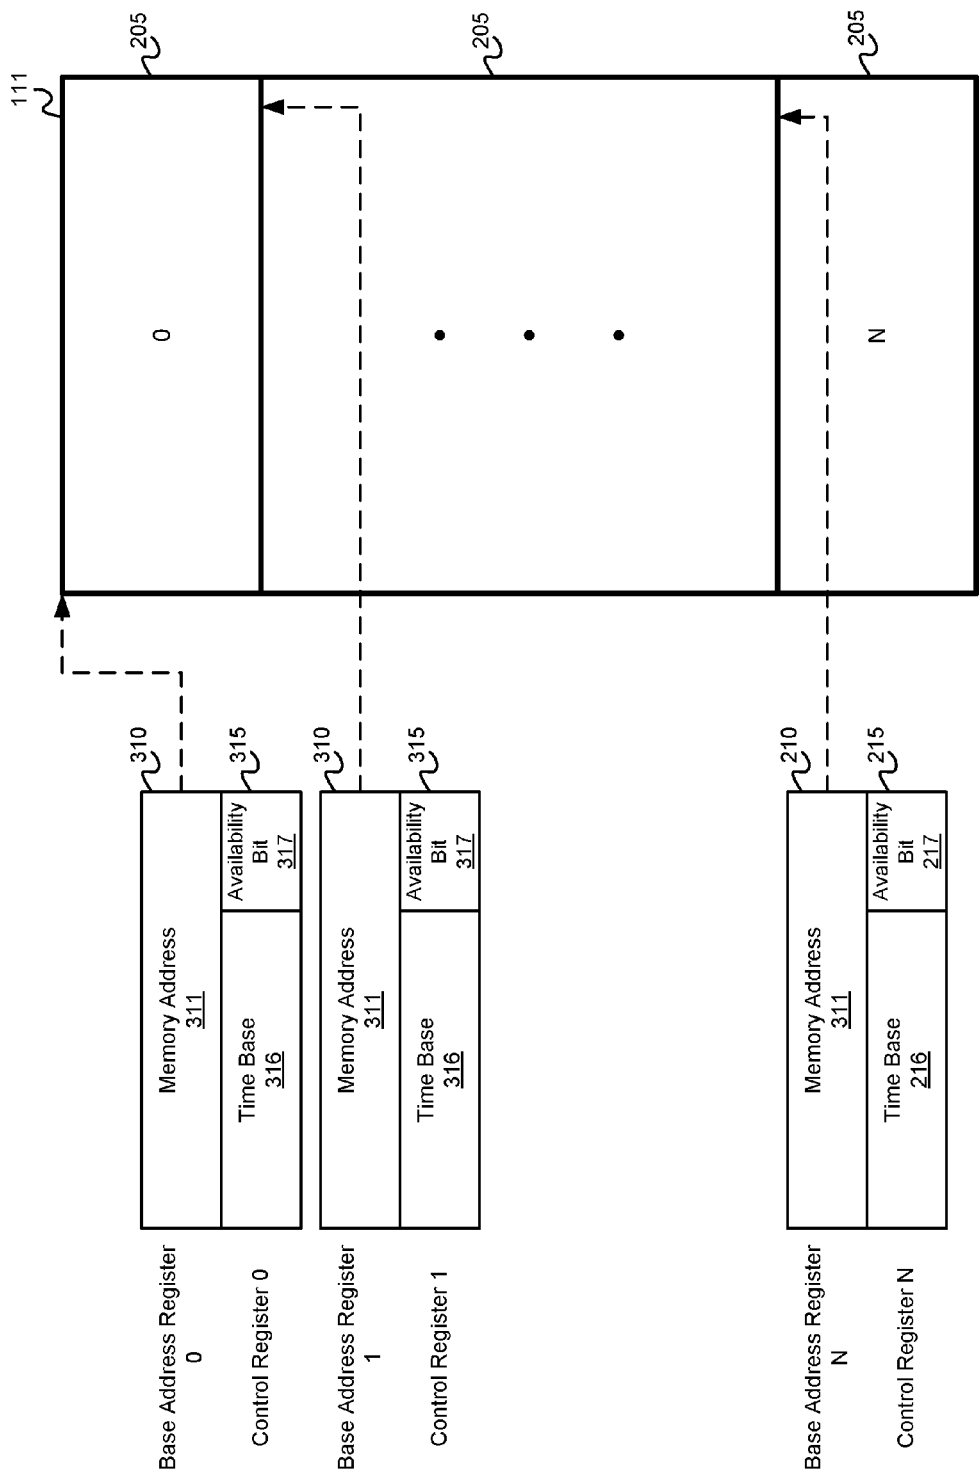 Base Address Register
0
Memory Address
311
310
Control Register 0
Time Base
316
Availability
Bit
317
315
Base Address Register
1
Memory Address
311
310
Control Register 1
Time Base
316
Availability
Bit
317
315
Base Address Register
N
Memory Address
311
210
Control Register N
Time Base
216
Availability
Bit
217
215
111
0
205
205
N
205